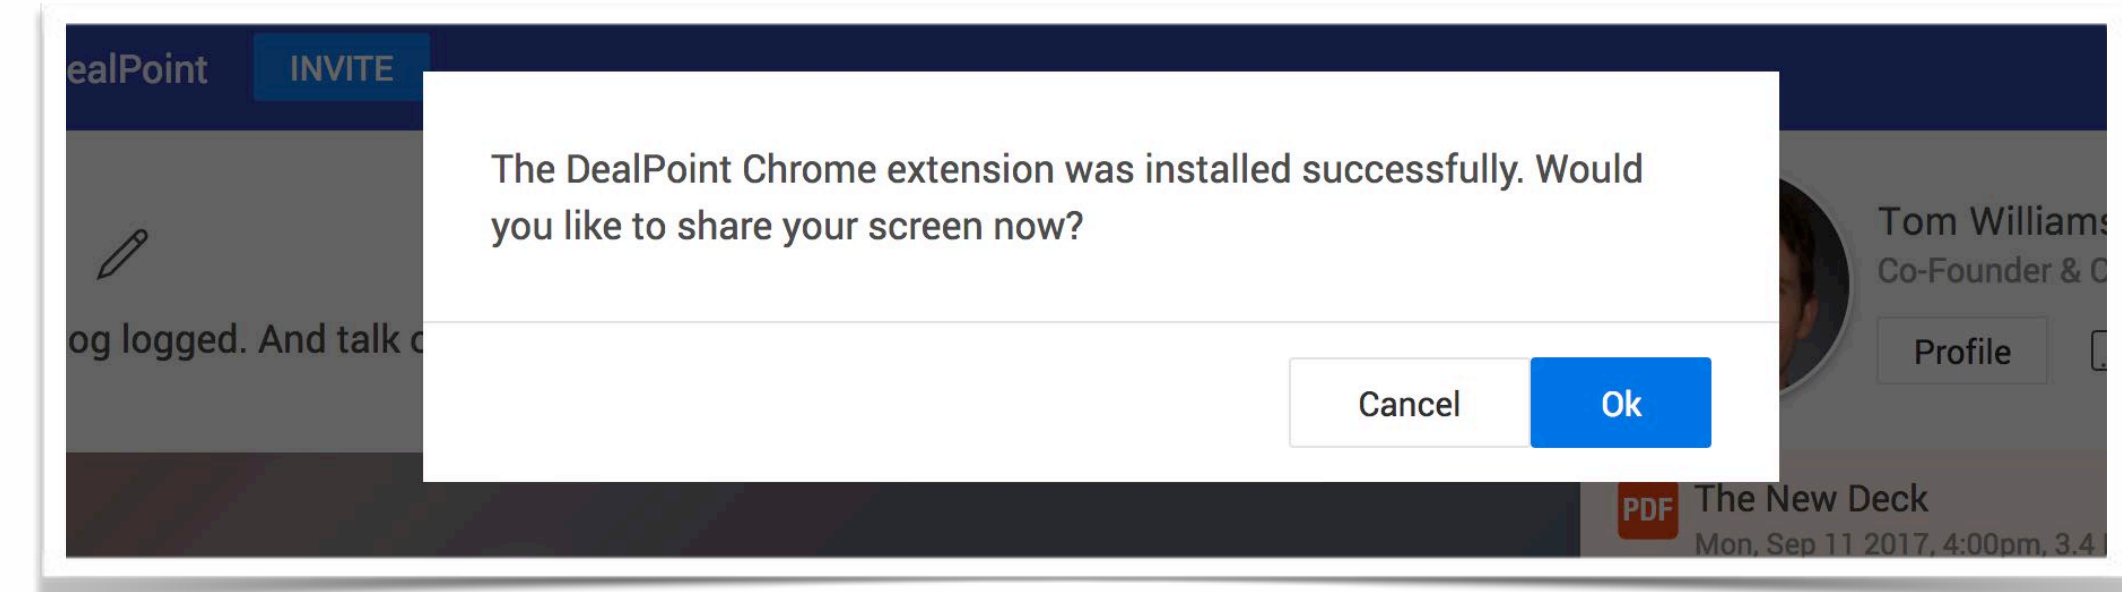 ealPoint INVITE
The DealPoint Chrome extension was installed successfully. Would
you like to share your screen now?
Tom Williams
Co-Founder & C
og logged. And talk c
Profile
Cancel Ok
PDF The New Deck
Mon, Sep 11 2017, 4:00pm, 3.4